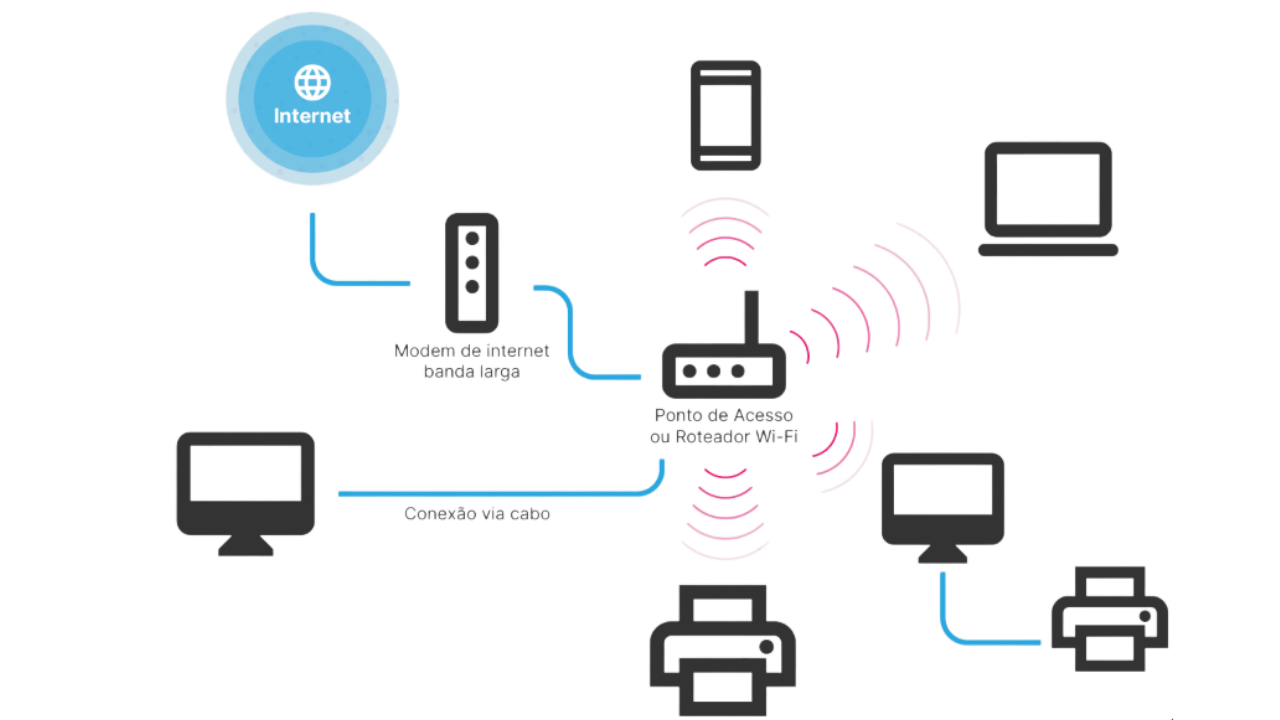 Internet
Modem de internet
banda larga
Ponto de Acesso
ou Roteador Wi-Fi
Conexão via cabo